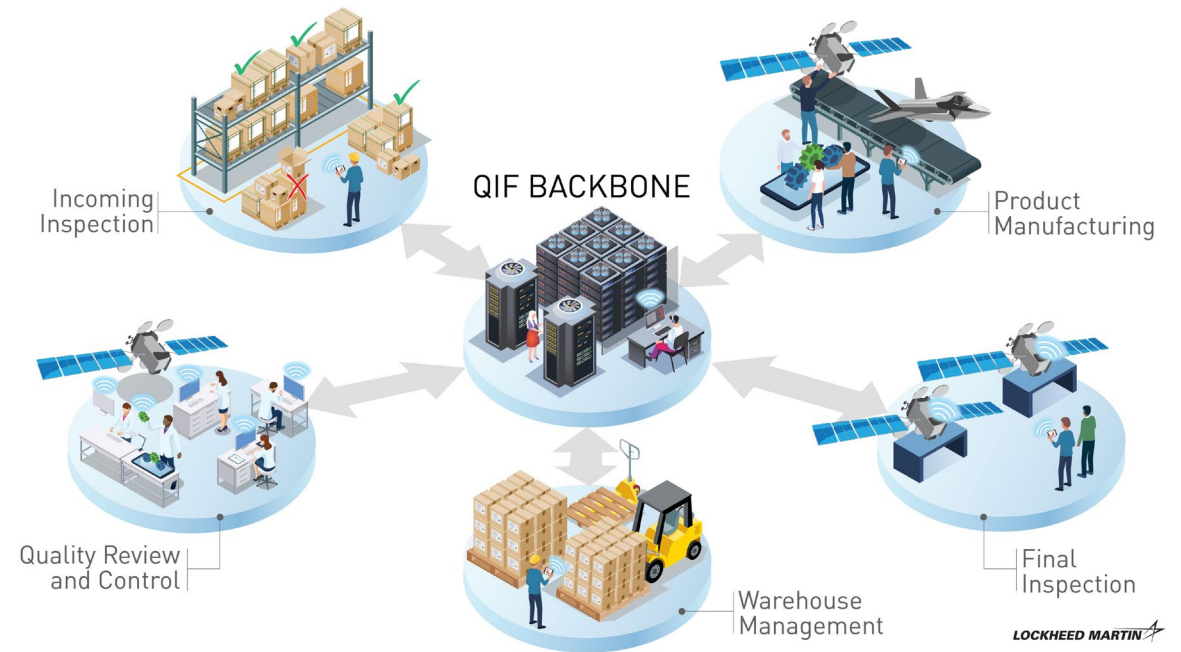 QIF BACKBONE
Incoming
Inspection
Product
Manufacturing
Quality Review
and Control
Final
Inspection
Warehouse
Management
LOCKHEED MARTIN